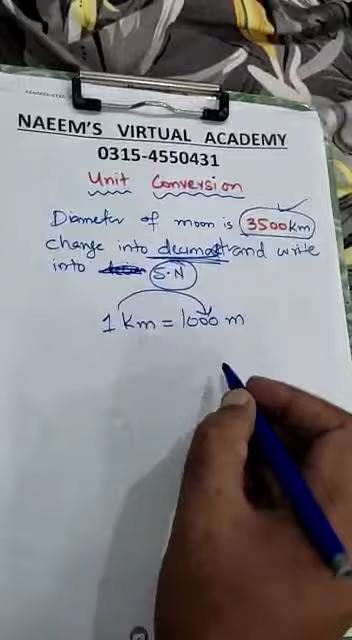 NAEEM'S VIRTUAL ACADEMY
0315-4550431
Unit Conversion
Diameter of moon is 3500km
change into decimal and write
into S.N
1 km = 1000 m